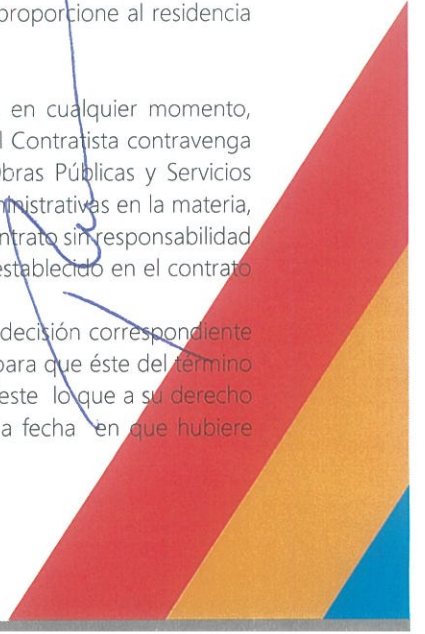 proporcione al residencia
en cualquier momento,
l Contratista contravenga
bras Públicas y Servicios
ministrativas en la materia,
ntrato sin responsabilidad
establecido en el contrato
decisión correspondiente
para que éste del término
este lo que a su derecho
a fecha en que hubiere